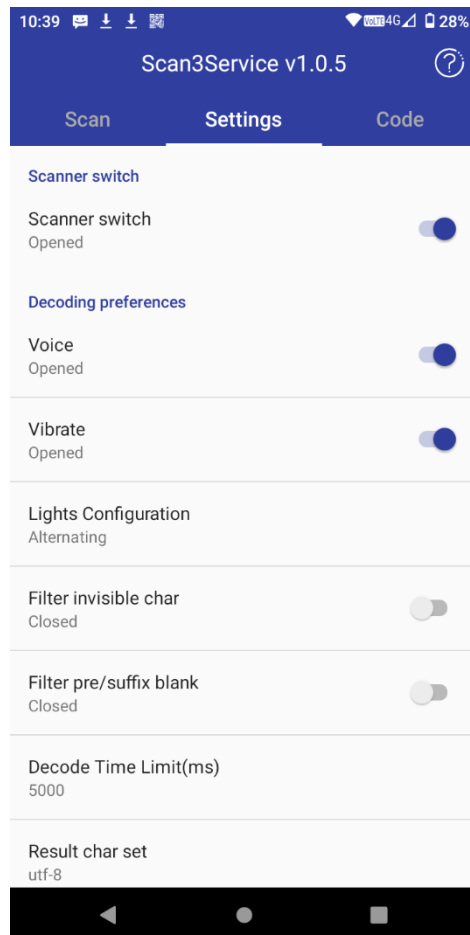 10:39 VoLTE 4G 28%
Scan3Service v1.0.5 ?
Scan Settings Code
Scanner switch
Scanner switch
Opened
Decoding preferences
Voice
Opened
Vibrate
Opened
Lights Configuration
Alternating
Filter invisible char
Closed
Filter pre/suffix blank
Closed
Decode Time Limit(ms)
5000
Result char set
utf-8